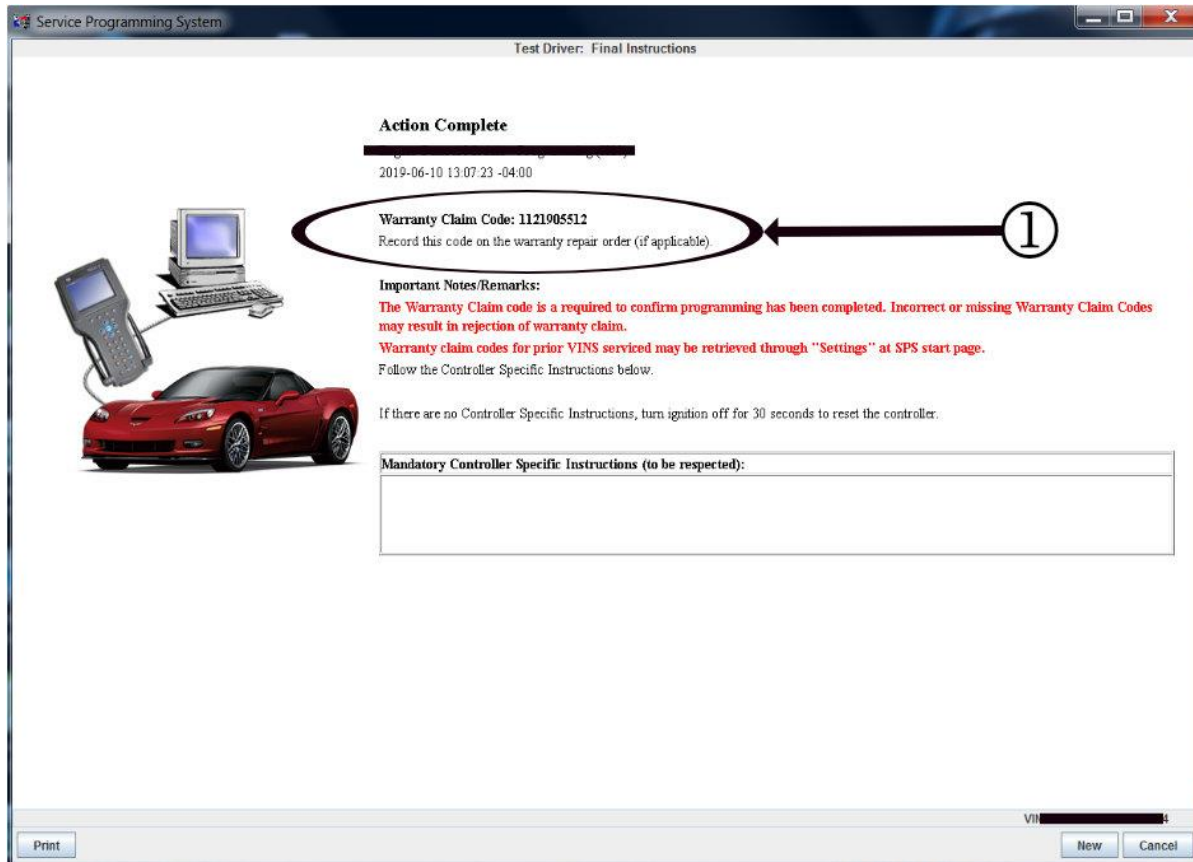 Service Programming System
Test Driver: Final Instructions
Action Complete
2019-06-10 13:07:23 -04:00
Warranty Claim Code: 1121905512
Record this code on the warranty repair order (if applicable).
1
Important Notes/Remarks:
The Warranty Claim code is a required to confirm programming has been completed. Incorrect or missing Warranty Claim Codes
may result in rejection of warranty claim.
Warranty claim codes for prior VINS serviced may be retrieved through "Settings" at SPS start page.
Follow the Controller Specific Instructions below.
If there are no Controller Specific Instructions, turn ignition off for 30 seconds to reset the controller.
Mandatory Controller Specific Instructions (to be respected):
VIN 4
Print
New
Cancel